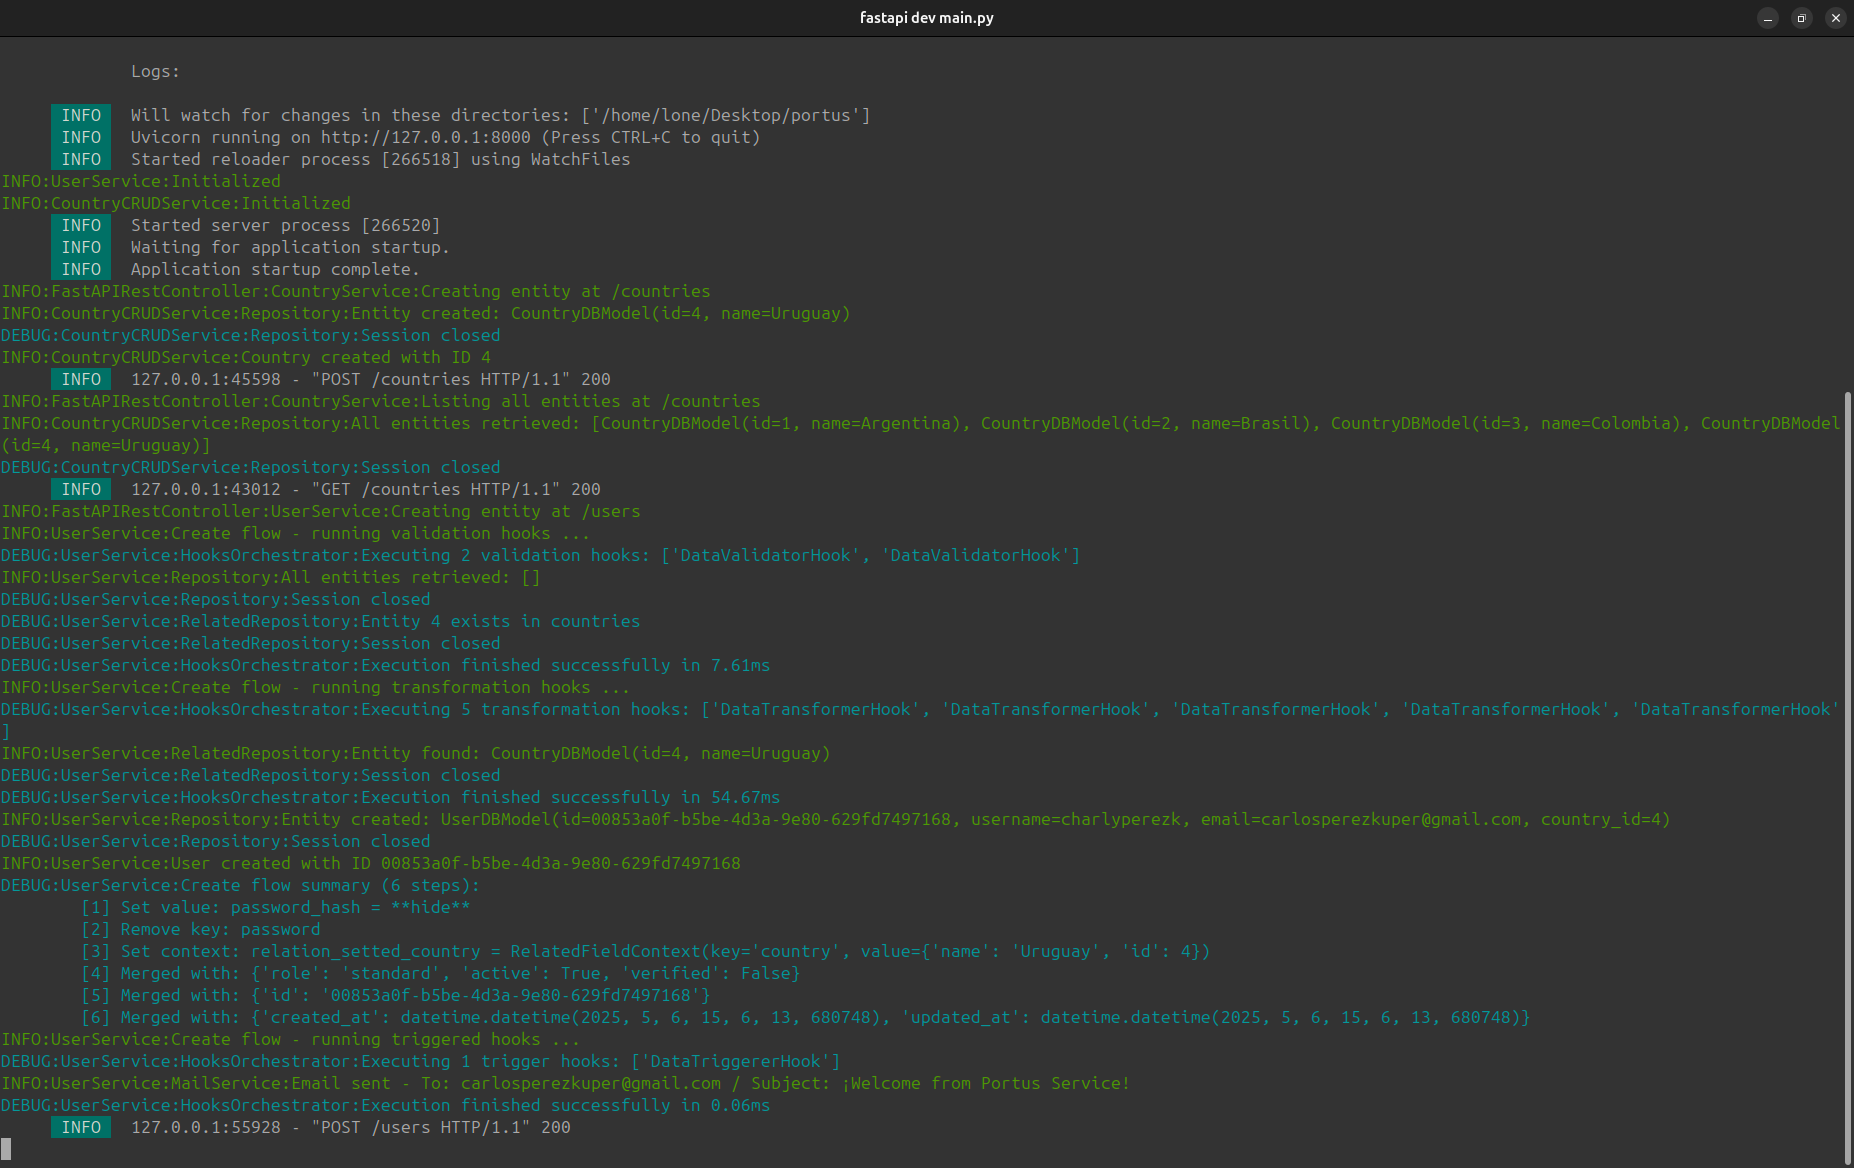 fastapi dev main.py
Logs:
INFO Will watch for changes in these directories: ['/home/lone/Desktop/portus']
INFO Uvicorn running on http://127.0.0.1:8000 (Press CTRL+C to quit)
INFO Started reloader process [266518] using WatchFiles
INFO:UserService:Initialized
INFO:CountryCRUDService:Initialized
INFO Started server process [266520]
INFO Waiting for application startup.
INFO Application startup complete.
INFO:FastAPIRestController:CountryService:Creating entity at /countries
INFO:CountryCRUDService:Repository:Entity created: CountryDBModel(id=4, name=Uruguay)
DEBUG:CountryCRUDService:Repository:Session closed
INFO:CountryCRUDService:Country created with ID 4
INFO 127.0.0.1:45598 - "POST /countries HTTP/1.1" 200
INFO:FastAPIRestController:CountryService:Listing all entities at /countries
INFO:CountryCRUDService:Repository:All entities retrieved: [CountryDBModel(id=1, name=Argentina), CountryDBModel(id=2, name=Brasil), CountryDBModel(id=3, name=Colombia), CountryDBModel
(id=4, name=Uruguay)]
DEBUG:CountryCRUDService:Repository:Session closed
INFO 127.0.0.1:43012 - "GET /countries HTTP/1.1" 200
INFO:FastAPIRestController:UserService:Creating entity at /users
INFO:UserService:Create flow - running validation hooks ...
DEBUG:UserService:HooksOrchestrator:Executing 2 validation hooks: ['DataValidatorHook', 'DataValidatorHook']
INFO:UserService:Repository:All entities retrieved: []
DEBUG:UserService:Repository:Session closed
DEBUG:UserService:RelatedRepository:Entity 4 exists in countries
DEBUG:UserService:RelatedRepository:Session closed
DEBUG:UserService:HooksOrchestrator:Execution finished successfully in 7.61ms
INFO:UserService:Create flow - running transformation hooks ...
DEBUG:UserService:HooksOrchestrator:Executing 5 transformation hooks: ['DataTransformerHook', 'DataTransformerHook', 'DataTransformerHook', 'DataTransformerHook', 'DataTransformerHook'
]
INFO:UserService:RelatedRepository:Entity found: CountryDBModel(id=4, name=Uruguay)
DEBUG:UserService:RelatedRepository:Session closed
DEBUG:UserService:HooksOrchestrator:Execution finished successfully in 54.67ms
INFO:UserService:Repository:Entity created: UserDBModel(id=00853a0f-b5be-4d3a-9e80-629fd7497168, username=charlyperezk, email=carlosperezkuper@gmail.com, country_id=4)
DEBUG:UserService:Repository:Session closed
INFO:UserService:User created with ID 00853a0f-b5be-4d3a-9e80-629fd7497168
DEBUG:UserService:Create flow summary (6 steps):
[1] Set value: password_hash = **hide**
[2] Remove key: password
[3] Set context: relation_setted_country = RelatedFieldContext(key='country', value={'name': 'Uruguay', 'id': 4})
[4] Merged with: {'role': 'standard', 'active': True, 'verified': False}
[5] Merged with: {'id': '00853a0f-b5be-4d3a-9e80-629fd7497168'}
[6] Merged with: {'created_at': datetime.datetime(2025, 5, 6, 15, 6, 13, 680748), 'updated_at': datetime.datetime(2025, 5, 6, 15, 6, 13, 680748)}
INFO:UserService:Create flow - running triggered hooks ...
DEBUG:UserService:HooksOrchestrator:Executing 1 trigger hooks: ['DataTriggererHook']
INFO:UserService:MailService:Email sent - To: carlosperezkuper@gmail.com / Subject: ¡Welcome from Portus Service!
DEBUG:UserService:HooksOrchestrator:Execution finished successfully in 0.06ms
INFO 127.0.0.1:55928 - "POST /users HTTP/1.1" 200